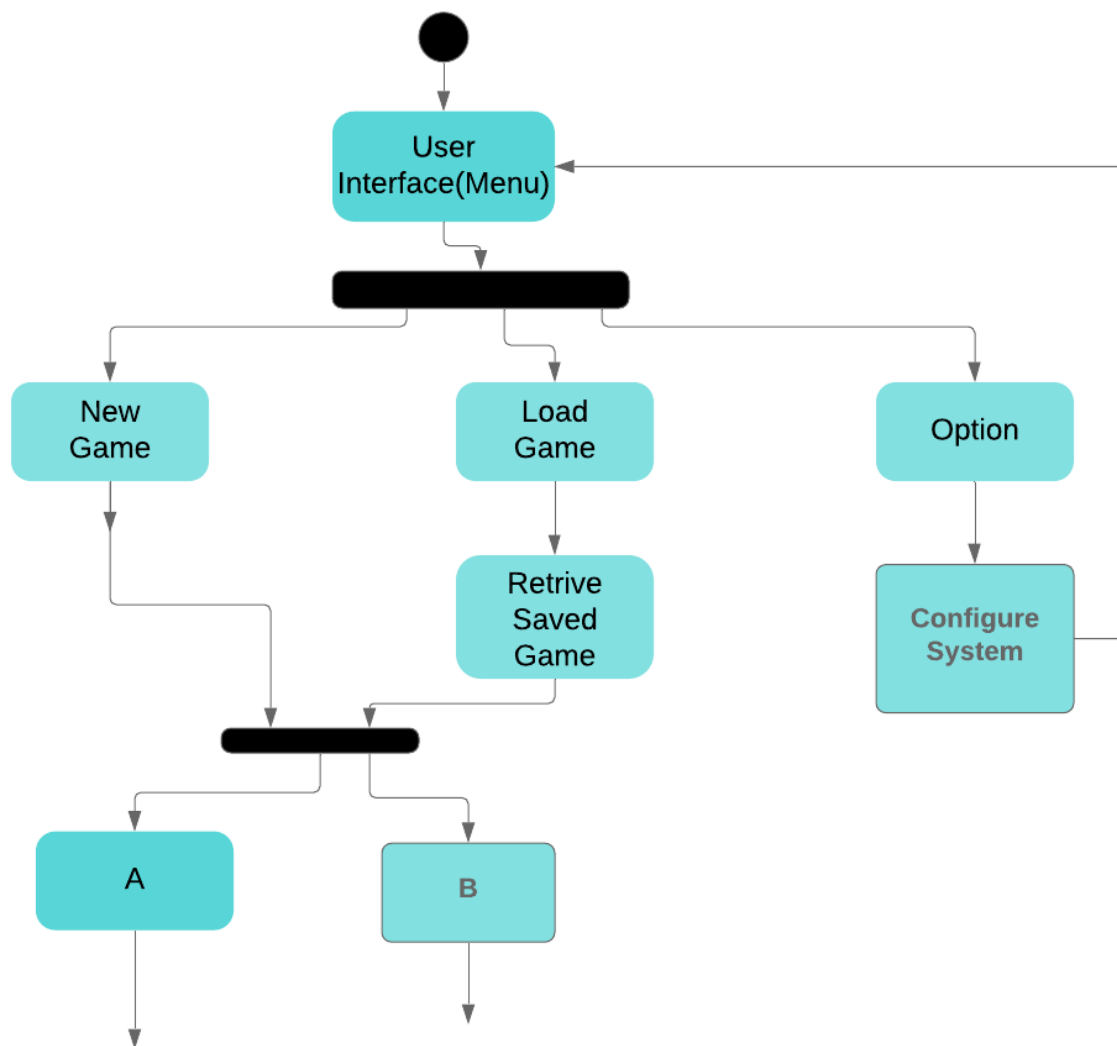 User
Interface(Menu)
New
Game
Load
Game
Option
Retrive
Saved
Game
Configure
System
A
B